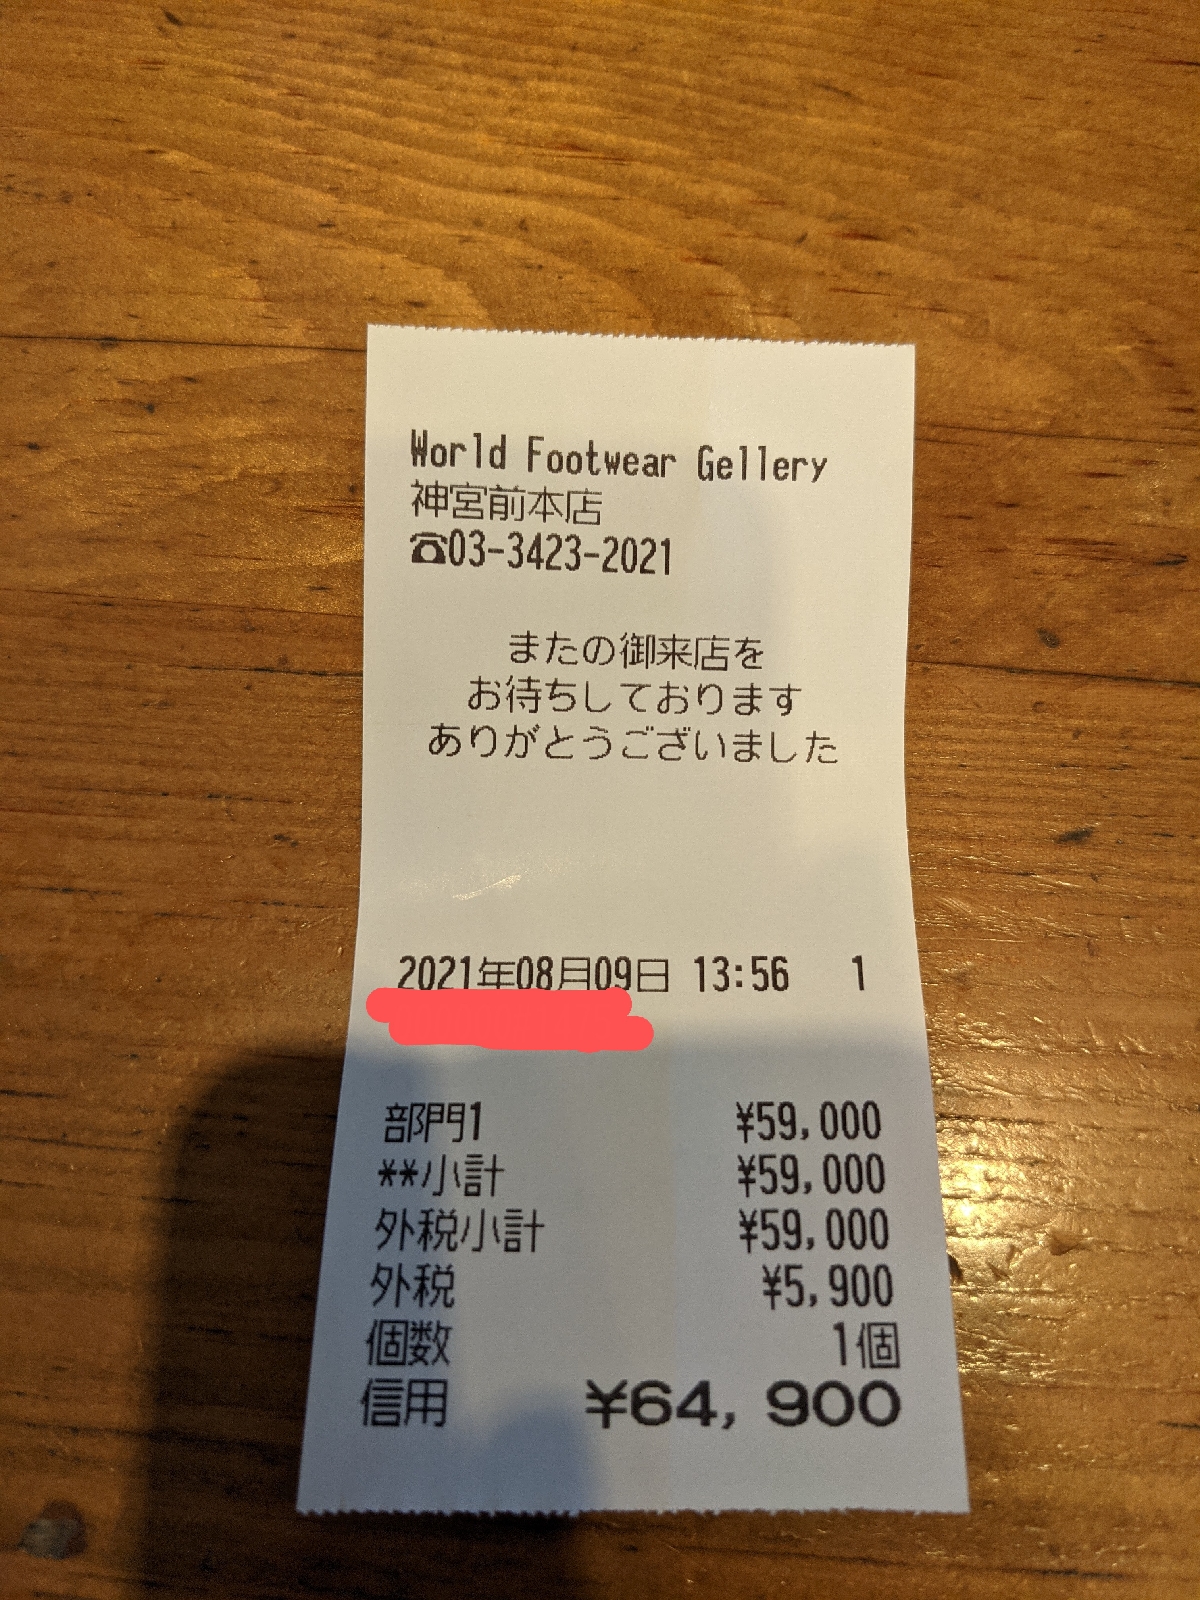 World Footwear Gellery
神宮前本店
☎03-3423-2021
またの御来店を
お待ちしております
ありがとうございました
2021年08月09日 13:56 1
部門1 ¥59,000
**小計 ¥59,000
外税小計 ¥59,000
外税 ¥5,900
個数 1個
信用 ¥64,900